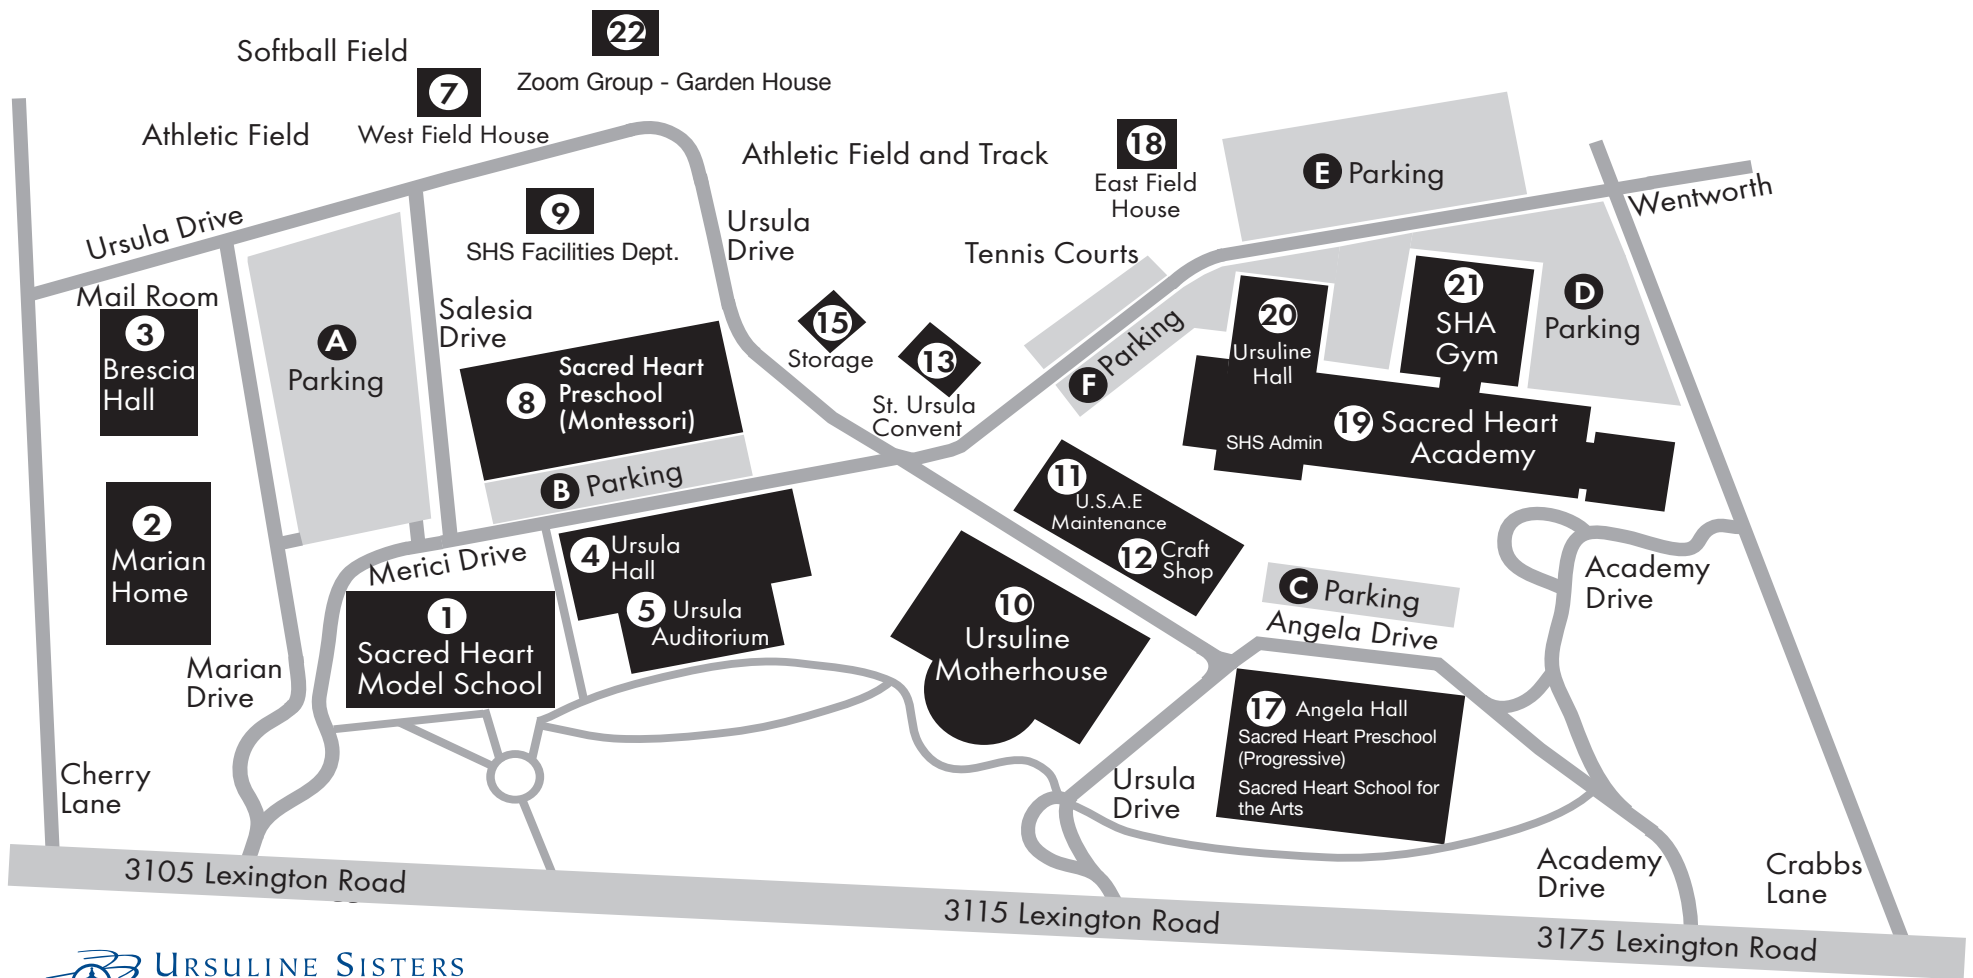 22
Softball Field
Zoom Group - Garden House
7
Athletic Field
West Field House
Athletic Field and Track
18
East Field
House
E Parking
Wentworth
Ursula Drive
9
SHS Facilities Dept.
Ursula
Drive
Tennis Courts
Mail Room
3
Brescia
Hall
A
Parking
Salesia
Drive
8
Sacred Heart
Preschool
(Montessori)
15
Storage
13
St. Ursula
Convent
F Parking
20
Ursuline
Hall
21
SHA
Gym
D
Parking
SHS Admin
19 Sacred Heart
Academy
B Parking
2
Marian
Home
Merici Drive
4 Ursula
Hall
5 Ursula
Auditorium
11
U.S.A.E
Maintenance
12 Craft
Shop
1
Sacred Heart
Model School
10
Ursuline
Motherhouse
C Parking
Angela Drive
Academy
Drive
Marian
Drive
17 Angela Hall
Sacred Heart Preschool
(Progressive)
Sacred Heart School for
the Arts
Cherry
Lane
Ursula
Drive
Academy
Drive
Crabbs
Lane
3105 Lexington Road
3115 Lexington Road
3175 Lexington Road
URSULINE SISTERS